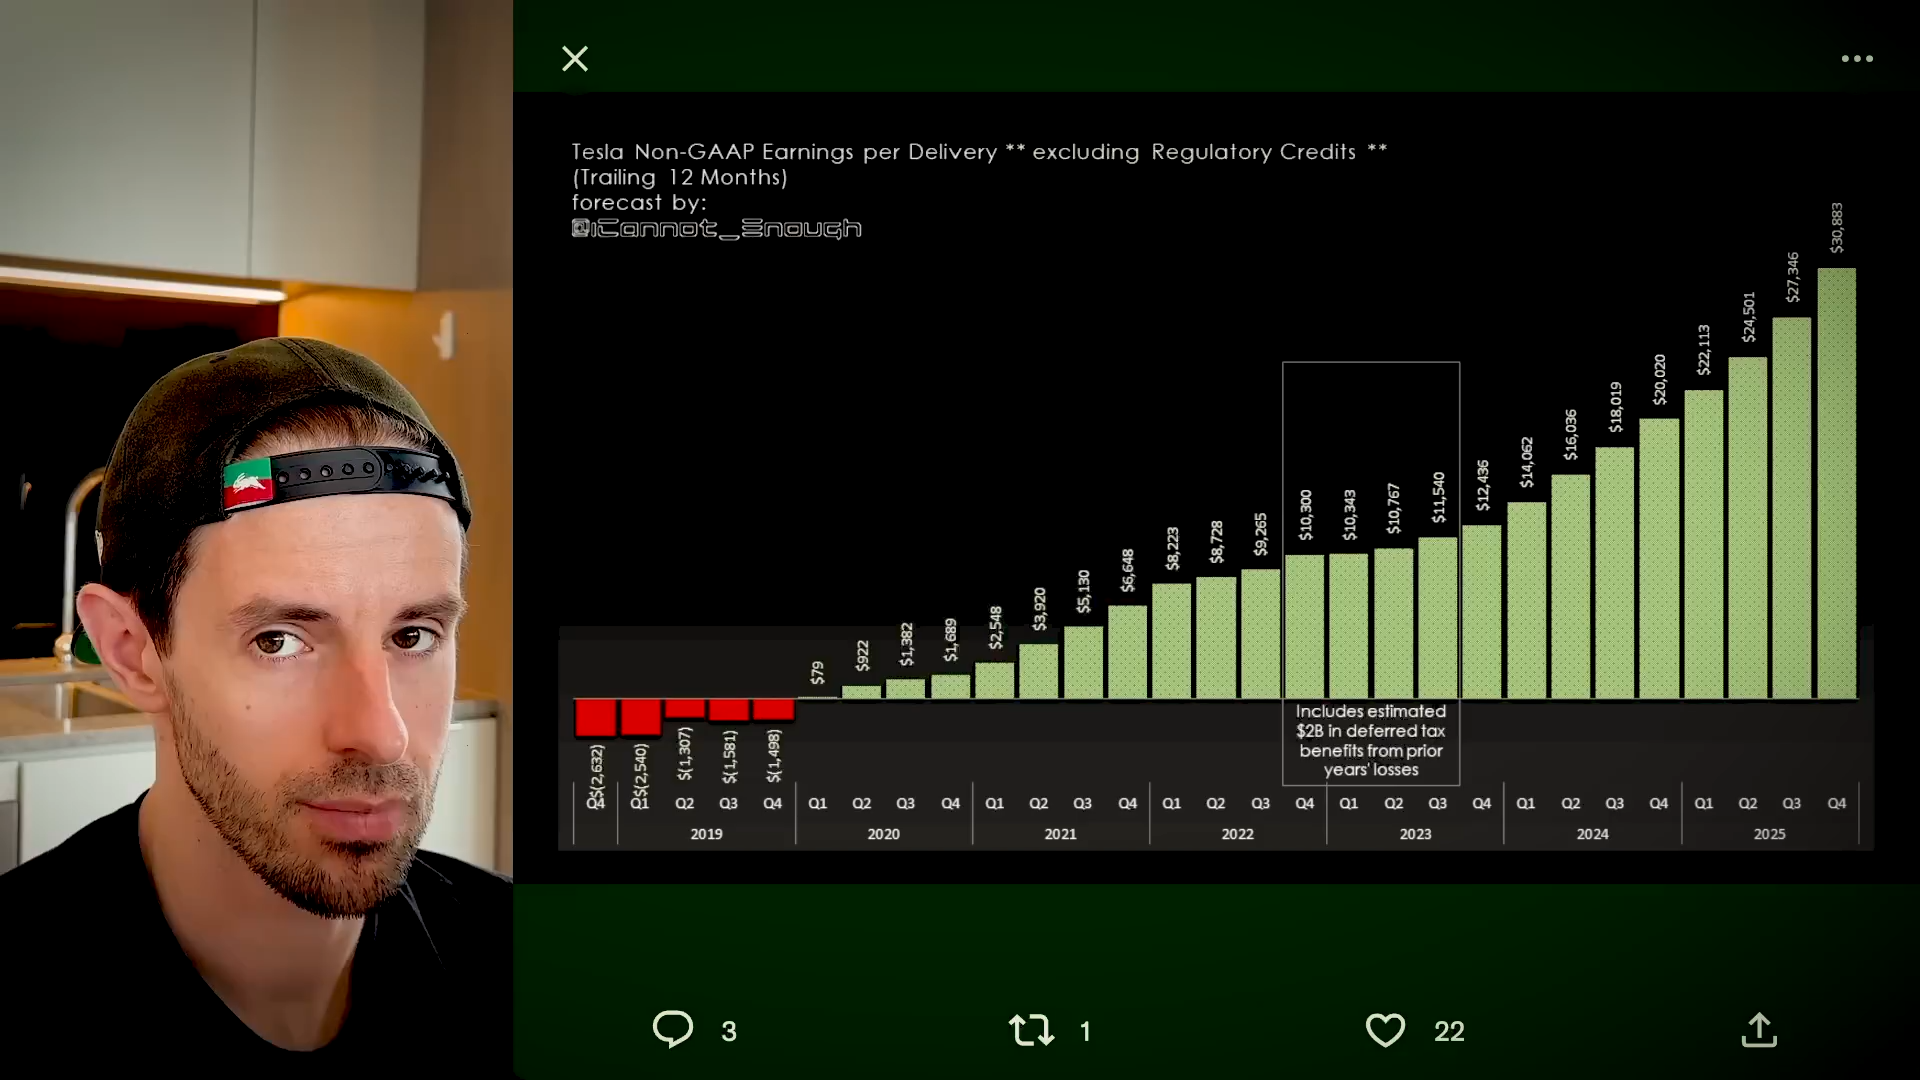 Tesla Non-GAAP Earnings per Delivery ** excluding Regulatory Credits **
(Trailing 12 Months)
forecast by:
@iCannot_Enough
$(2,632) $(2,540) $(1,307) $(1,581) $(1,498) $79 $922 $1,382 $1,689 $2,548 $3,920 $5,130 $6,648 $8,223 $8,728 $9,265 $10,300 $10,343 $10,767 $11,540 $12,436 $14,062 $16,036 $18,019 $20,020 $22,113 $24,501 $27,346 $30,883
Includes estimated
$2B in deferred tax
benefits from prior
years' losses
Q4 Q1 Q2 Q3 Q4 Q1 Q2 Q3 Q4 Q1 Q2 Q3 Q4 Q1 Q2 Q3 Q4 Q1 Q2 Q3 Q4 Q1 Q2 Q3 Q4 Q1 Q2 Q3 Q4
2019 2020 2021 2022 2023 2024 2025
3 1 22